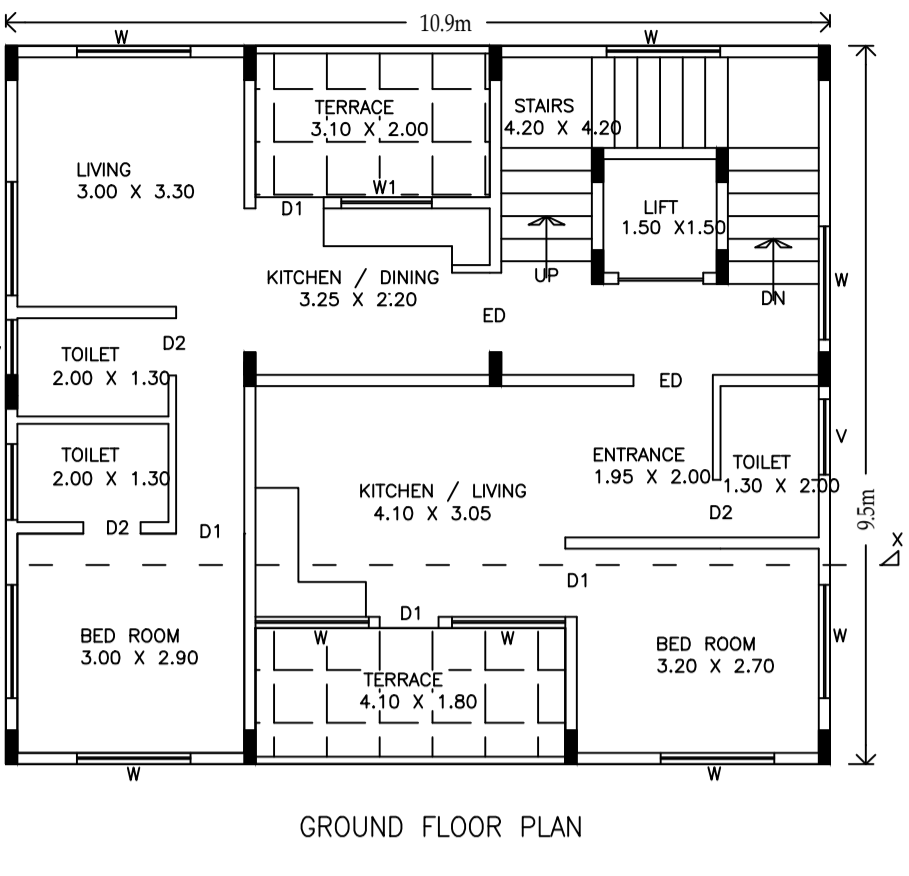 10.9m
W
W
TERRACE
3.10 X 2.00
STAIRS
4.20 X 4.20
LIVING
3.00 X 3.30
W1
D1
LIFT
1.50 X1.50
KITCHEN / DINING
3.25 X 2.20
UP
DN
W
ED
D2
TOILET
2.00 X 1.30
ED
V
TOILET
2.00 X 1.30
ENTRANCE
1.95 X 2.00
TOILET
1.30 X 2.00
KITCHEN / LIVING
4.10 X 3.05
D2
9.5m
D2
D1
X
D1
D1
BED ROOM
3.00 X 2.90
W
W
W
BED ROOM
3.20 X 2.70
TERRACE
4.10 X 1.80
W
W
GROUND FLOOR PLAN